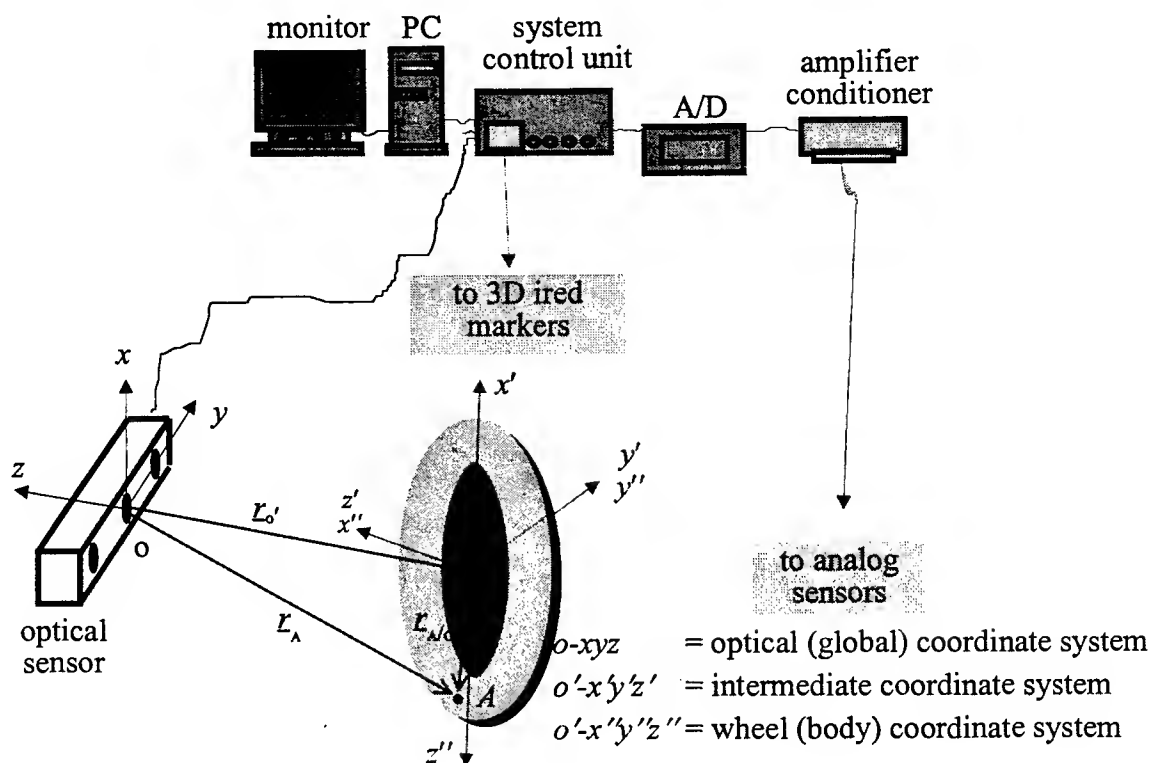 monitor
PC
system
control unit
A/D
amplifier
conditioner
to 3D ired
markers
x
y
z
o
r_o'
r_A
optical
sensor
x'
y'
y''
z'
x''
A
z''
to analog
sensors
o-xyz = optical (global) coordinate system
o'-x'y'z' = intermediate coordinate system
o'-x''y''z'' = wheel (body) coordinate system